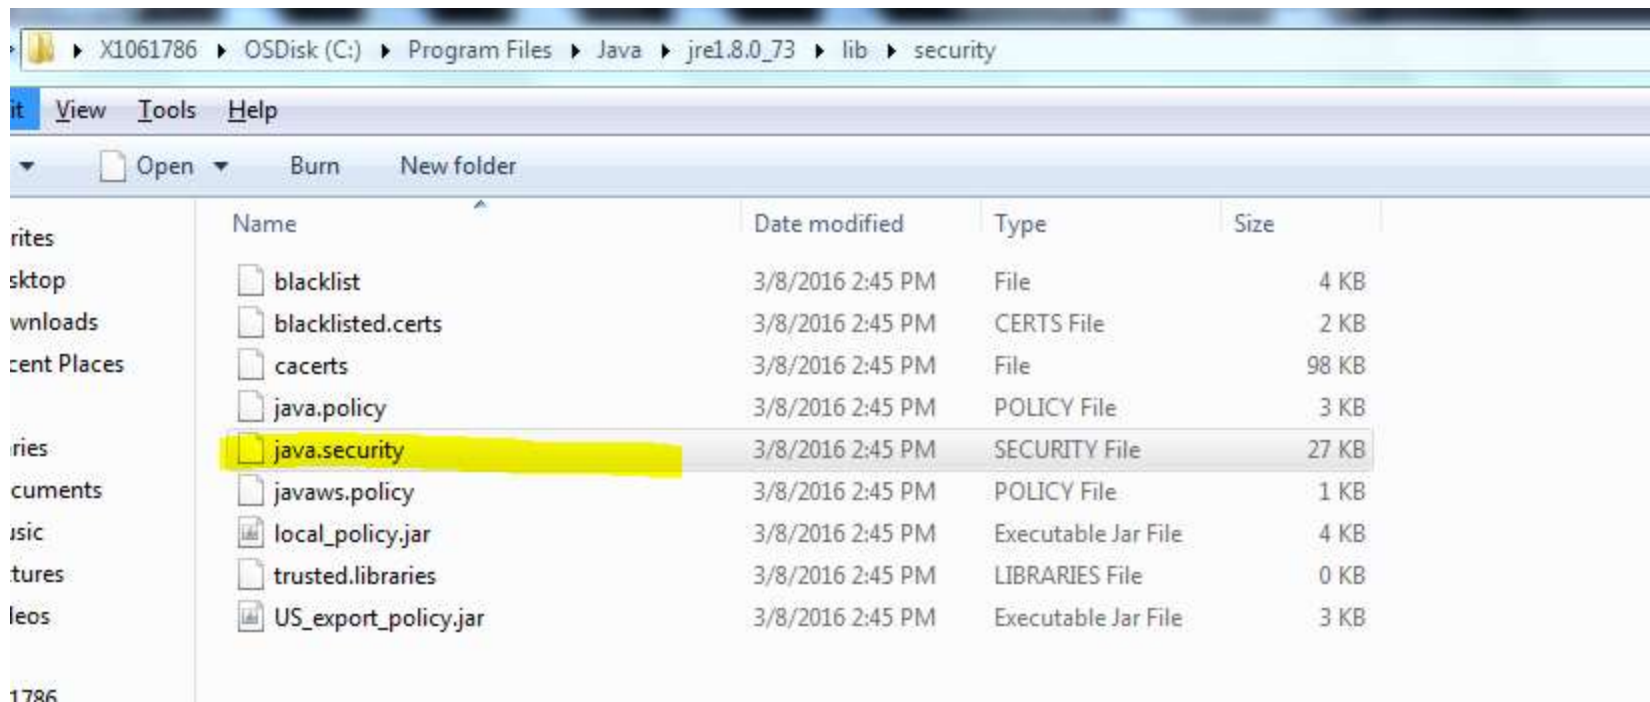 X1061786 OSDisk (C:) Program Files Java jre1.8.0_73 lib security
it View Tools Help
Open Burn New folder
Name Date modified Type Size
rites
sktop
wnloads
cent Places
ries
cuments
usic
tures
leos
1786
blacklist 3/8/2016 2:45 PM File 4 KB
blacklisted.certs 3/8/2016 2:45 PM CERTS File 2 KB
cacerts 3/8/2016 2:45 PM File 98 KB
java.policy 3/8/2016 2:45 PM POLICY File 3 KB
java.security 3/8/2016 2:45 PM SECURITY File 27 KB
javaws.policy 3/8/2016 2:45 PM POLICY File 1 KB
local_policy.jar 3/8/2016 2:45 PM Executable Jar File 4 KB
trusted.libraries 3/8/2016 2:45 PM LIBRARIES File 0 KB
US_export_policy.jar 3/8/2016 2:45 PM Executable Jar File 3 KB